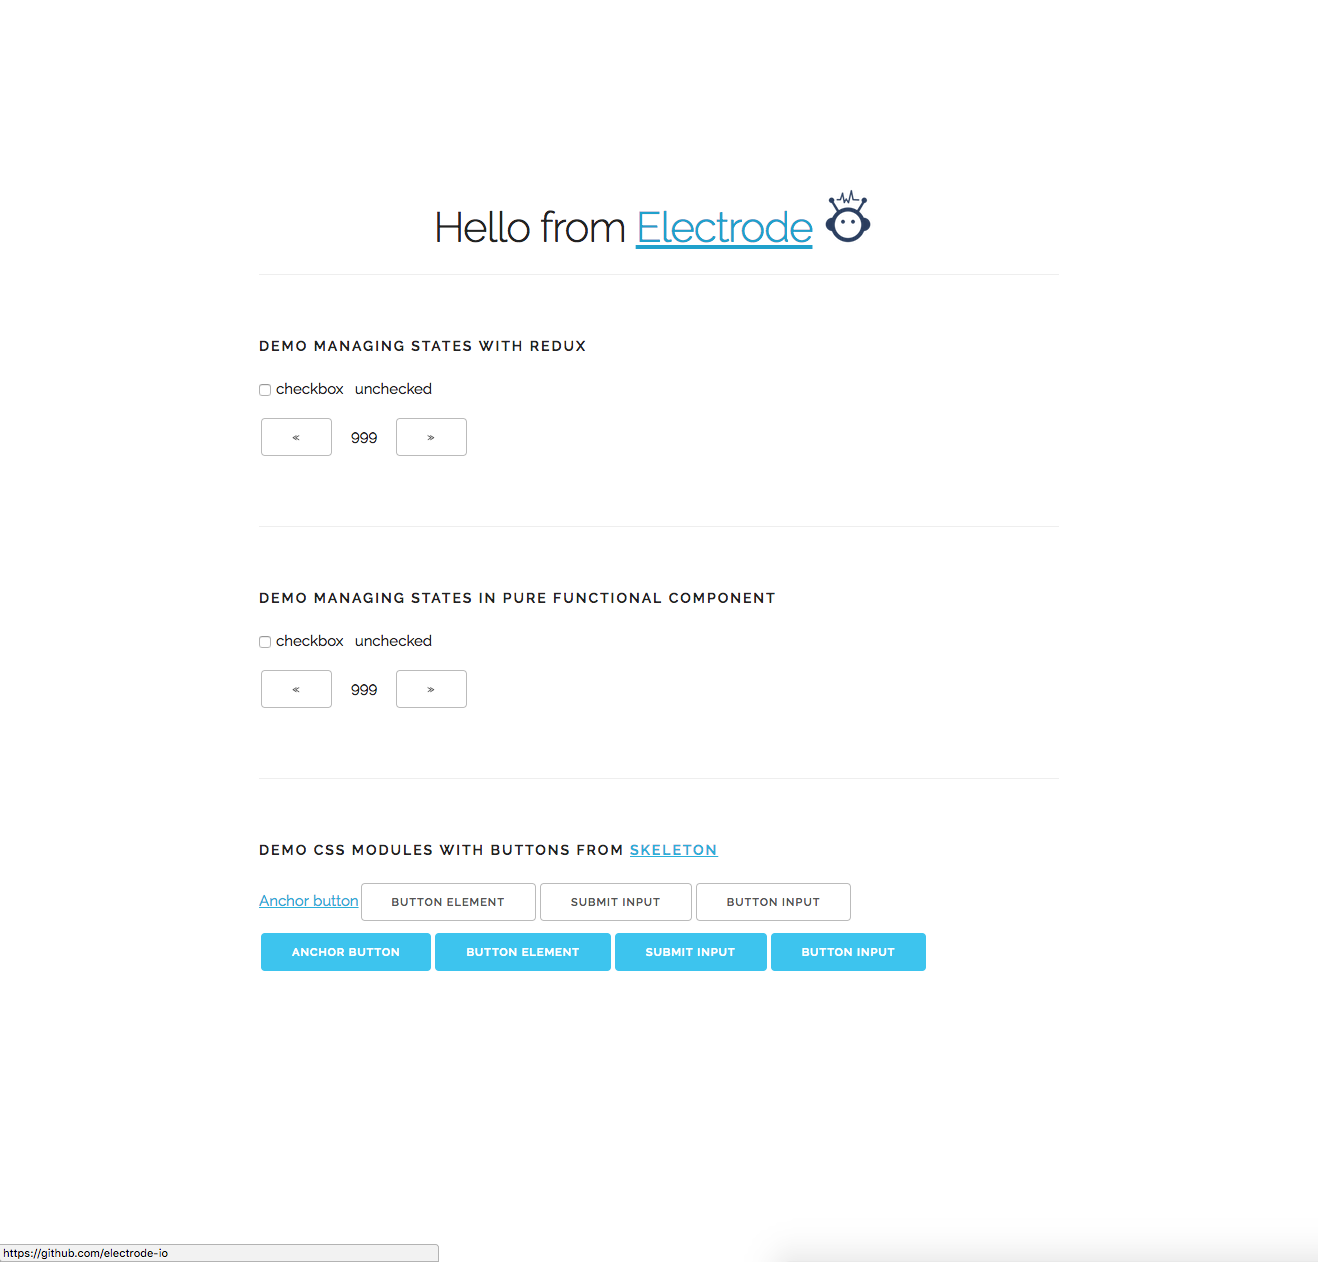 Hello from Electrode
DEMO MANAGING STATES WITH REDUX
checkbox unchecked
« 999 »
DEMO MANAGING STATES IN PURE FUNCTIONAL COMPONENT
checkbox unchecked
« 999 »
DEMO CSS MODULES WITH BUTTONS FROM SKELETON
Anchor button BUTTON ELEMENT SUBMIT INPUT BUTTON INPUT
ANCHOR BUTTON BUTTON ELEMENT SUBMIT INPUT BUTTON INPUT
https://github.com/electrode-io